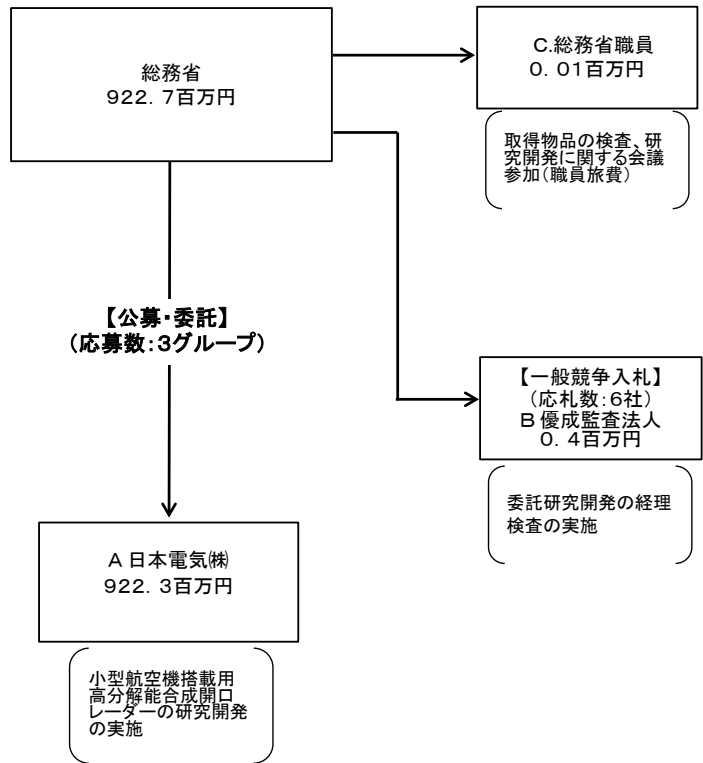 総務省
922.7百万円
C.総務省職員
0.01百万円
取得物品の検査、研
究開発に関する会議
参加(職員旅費)
【公募・委託】
(応募数:3グループ)
【一般競争入札】
(応札数:6社)
B 優成監査法人
0.4百万円
委託研究開発の経理
検査の実施
A 日本電気㈱
922.3百万円
小型航空機搭載用
高分解能合成開口
レーダーの研究開発
の実施